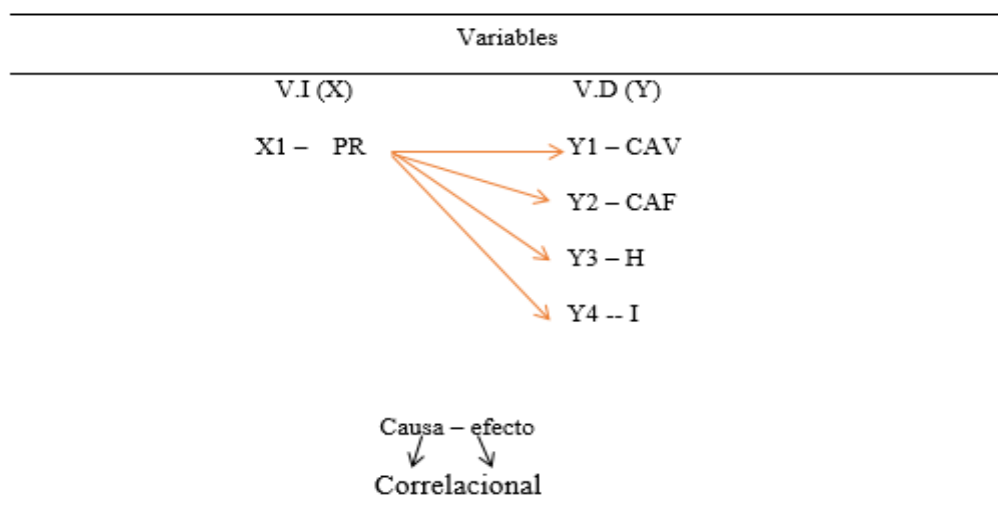 Variables
V.I (X) V.D (Y)
X1 – PR Y1 – CAV
Y2 – CAF
Y3 – H
Y4 -- I
Causa – efecto
Correlacional